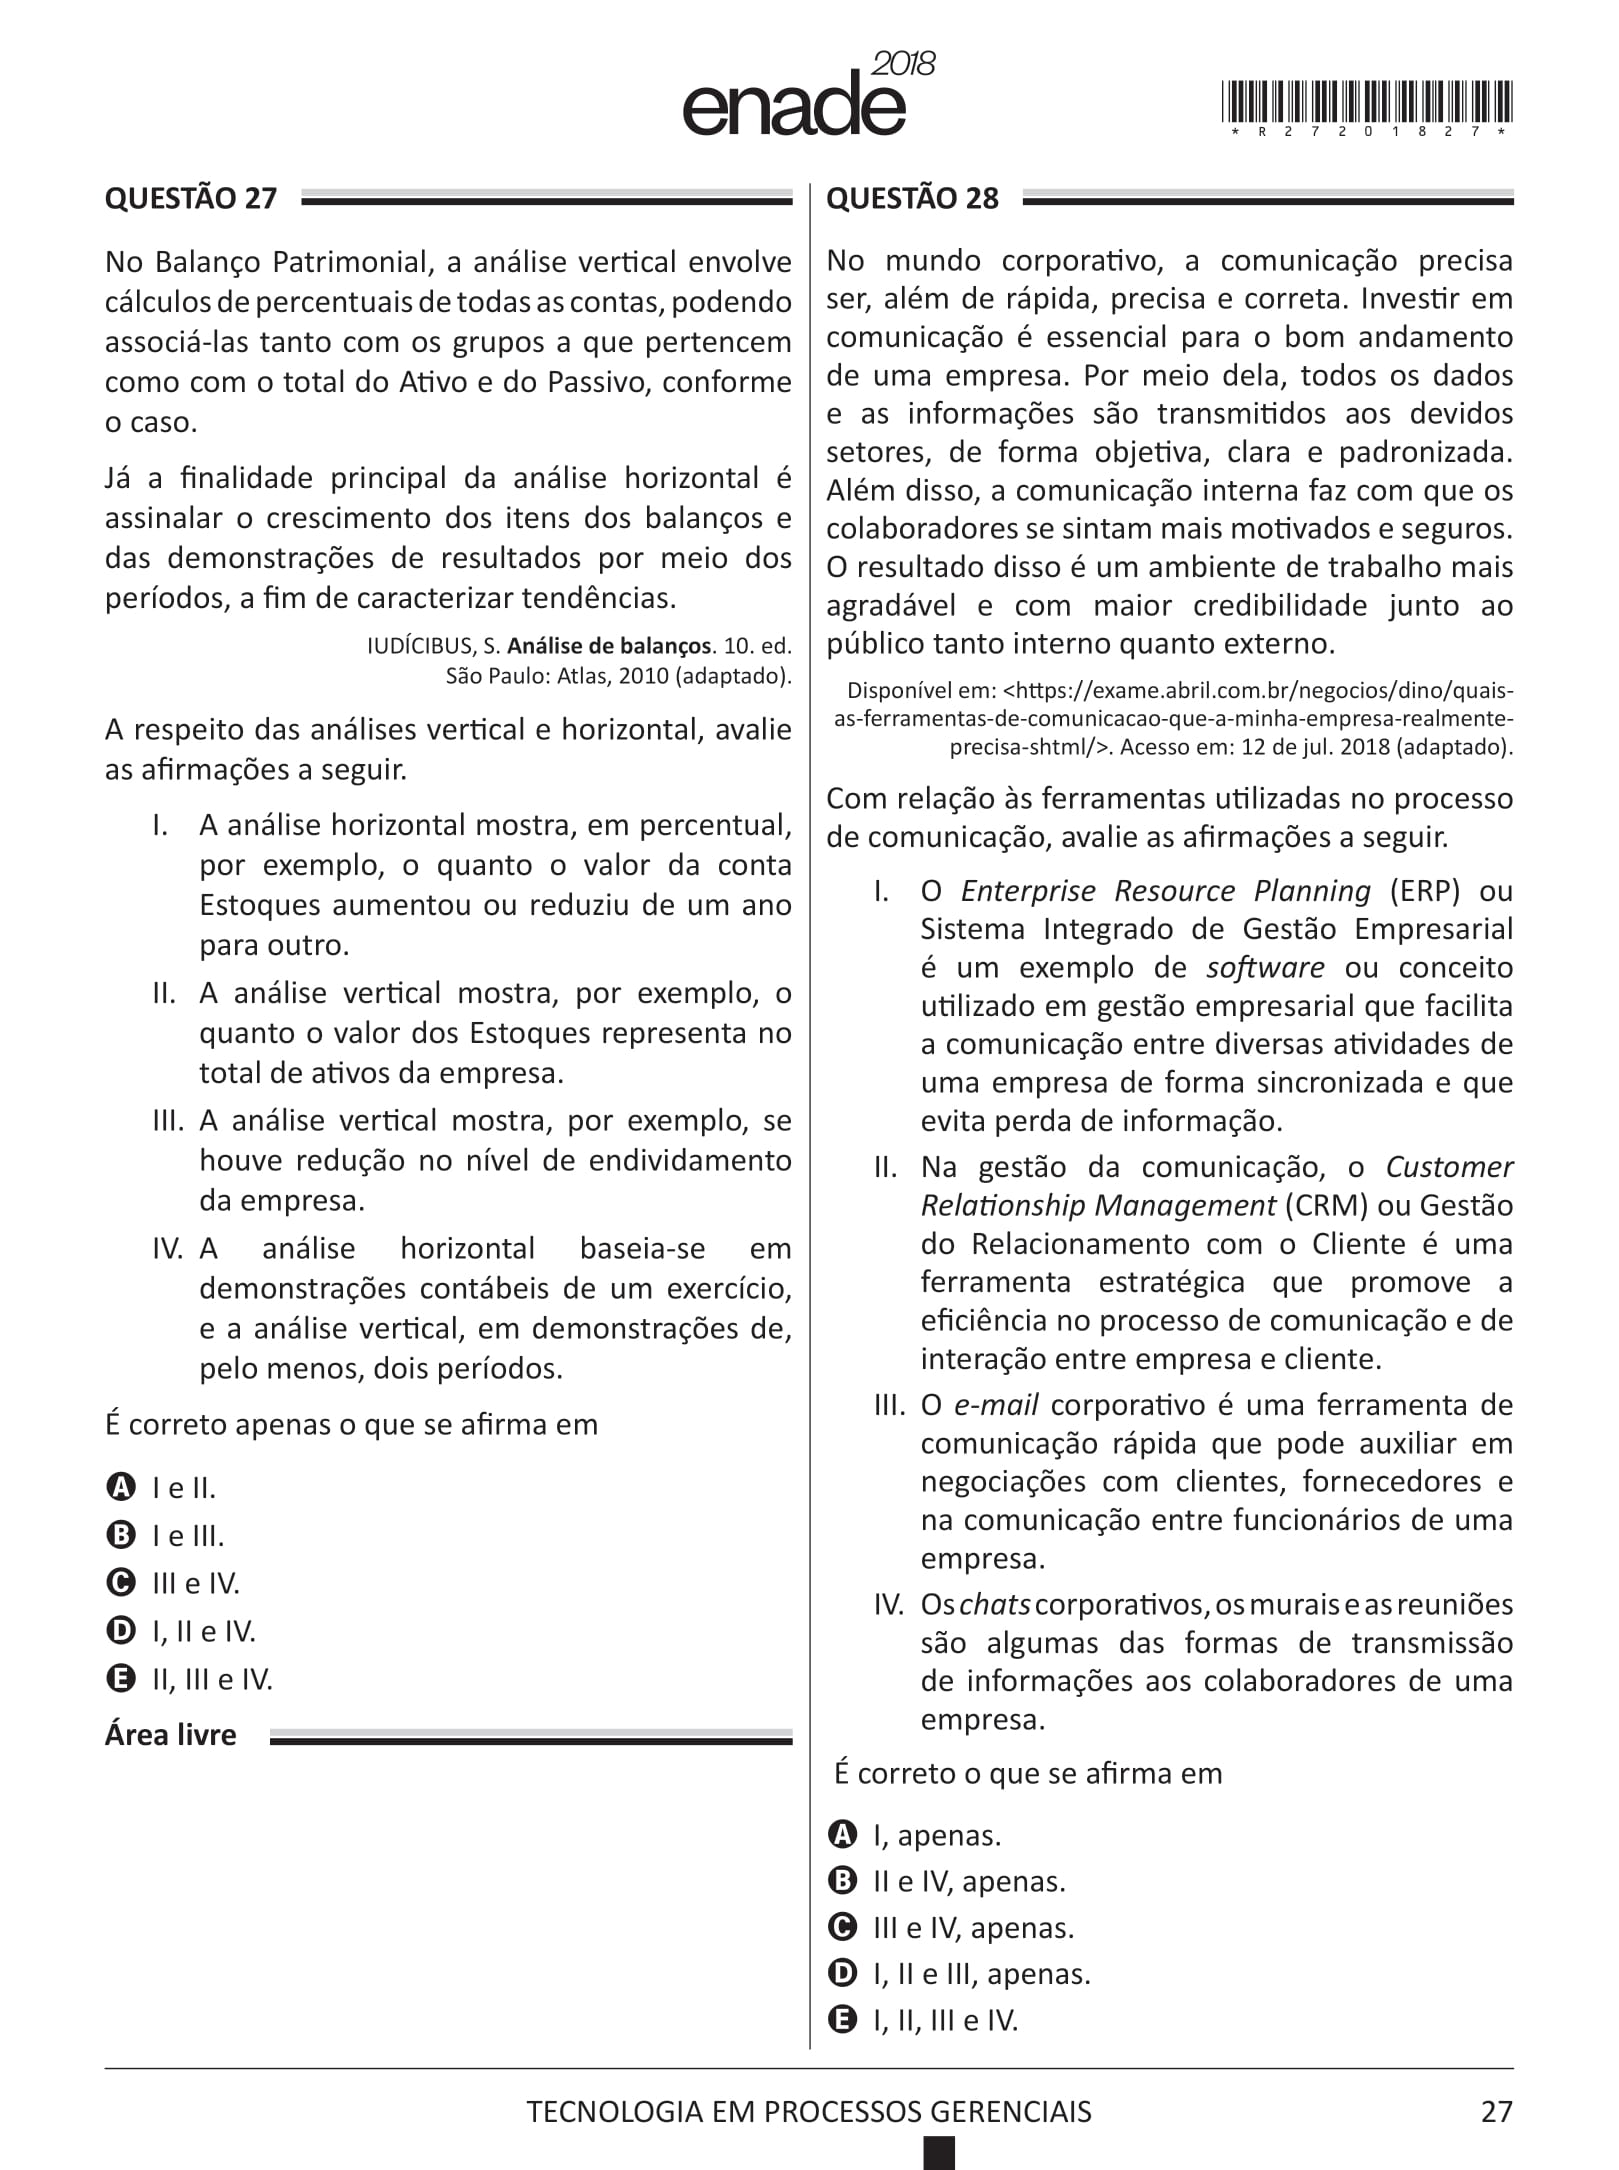 enade 2018
*R27201827*
QUESTÃO 27
No Balanço Patrimonial, a análise vertical envolve
cálculos de percentuais de todas as contas, podendo
associá-las tanto com os grupos a que pertencem
como com o total do Ativo e do Passivo, conforme
o caso.
Já a finalidade principal da análise horizontal é
assinalar o crescimento dos itens dos balanços e
das demonstrações de resultados por meio dos
períodos, a fim de caracterizar tendências.
IUDÍCIBUS, S. Análise de balanços. 10. ed.
São Paulo: Atlas, 2010 (adaptado).
A respeito das análises vertical e horizontal, avalie
as afirmações a seguir.
I. A análise horizontal mostra, em percentual,
por exemplo, o quanto o valor da conta
Estoques aumentou ou reduziu de um ano
para outro.
II. A análise vertical mostra, por exemplo, o
quanto o valor dos Estoques representa no
total de ativos da empresa.
III. A análise vertical mostra, por exemplo, se
houve redução no nível de endividamento
da empresa.
IV. A análise horizontal baseia-se em
demonstrações contábeis de um exercício,
e a análise vertical, em demonstrações de,
pelo menos, dois períodos.
É correto apenas o que se afirma em
A I e II.
B I e III.
C III e IV.
D I, II e IV.
E II, III e IV.
Área livre
QUESTÃO 28
No mundo corporativo, a comunicação precisa
ser, além de rápida, precisa e correta. Investir em
comunicação é essencial para o bom andamento
de uma empresa. Por meio dela, todos os dados
e as informações são transmitidos aos devidos
setores, de forma objetiva, clara e padronizada.
Além disso, a comunicação interna faz com que os
colaboradores se sintam mais motivados e seguros.
O resultado disso é um ambiente de trabalho mais
agradável e com maior credibilidade junto ao
público tanto interno quanto externo.
Disponível em: <https://exame.abril.com.br/negocios/dino/quais-
as-ferramentas-de-comunicacao-que-a-minha-empresa-realmente-
precisa-shtml/>. Acesso em: 12 de jul. 2018 (adaptado).
Com relação às ferramentas utilizadas no processo
de comunicação, avalie as afirmações a seguir.
I. O Enterprise Resource Planning (ERP) ou
Sistema Integrado de Gestão Empresarial
é um exemplo de software ou conceito
utilizado em gestão empresarial que facilita
a comunicação entre diversas atividades de
uma empresa de forma sincronizada e que
evita perda de informação.
II. Na gestão da comunicação, o Customer
Relationship Management (CRM) ou Gestão
do Relacionamento com o Cliente é uma
ferramenta estratégica que promove a
eficiência no processo de comunicação e de
interação entre empresa e cliente.
III. O e-mail corporativo é uma ferramenta de
comunicação rápida que pode auxiliar em
negociações com clientes, fornecedores e
na comunicação entre funcionários de uma
empresa.
IV. Os chats corporativos, os murais e as reuniões
são algumas das formas de transmissão
de informações aos colaboradores de uma
empresa.
É correto o que se afirma em
A I, apenas.
B II e IV, apenas.
C III e IV, apenas.
D I, II e III, apenas.
E I, II, III e IV.
TECNOLOGIA EM PROCESSOS GERENCIAIS
27